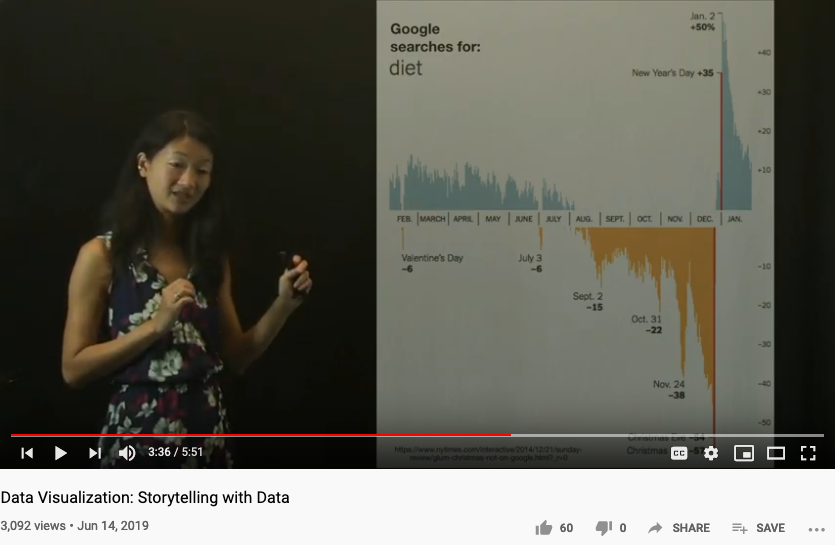 Google
searches for:
diet
Jan. 2
+50%
New Year's Day +35
+40
+30
+20
+10
FEB. MARCH APRIL MAY JUNE JULY AUG. SEPT. OCT. NOV. DEC. JAN.
Valentine's Day
–6
July 3
–6
Sept. 2
–15
Oct. 31
–22
Nov. 24
–38
–10
–20
–30
–40
–50
Christmas Eve –54
Christmas
https://www.nytimes.com/interactive/2014/12/21/sunday-
review/glum-christmas-not-on-google.html?_r=0
3:36 / 5:51
CC
Data Visualization: Storytelling with Data
3,092 views • Jun 14, 2019
60
0
SHARE
SAVE